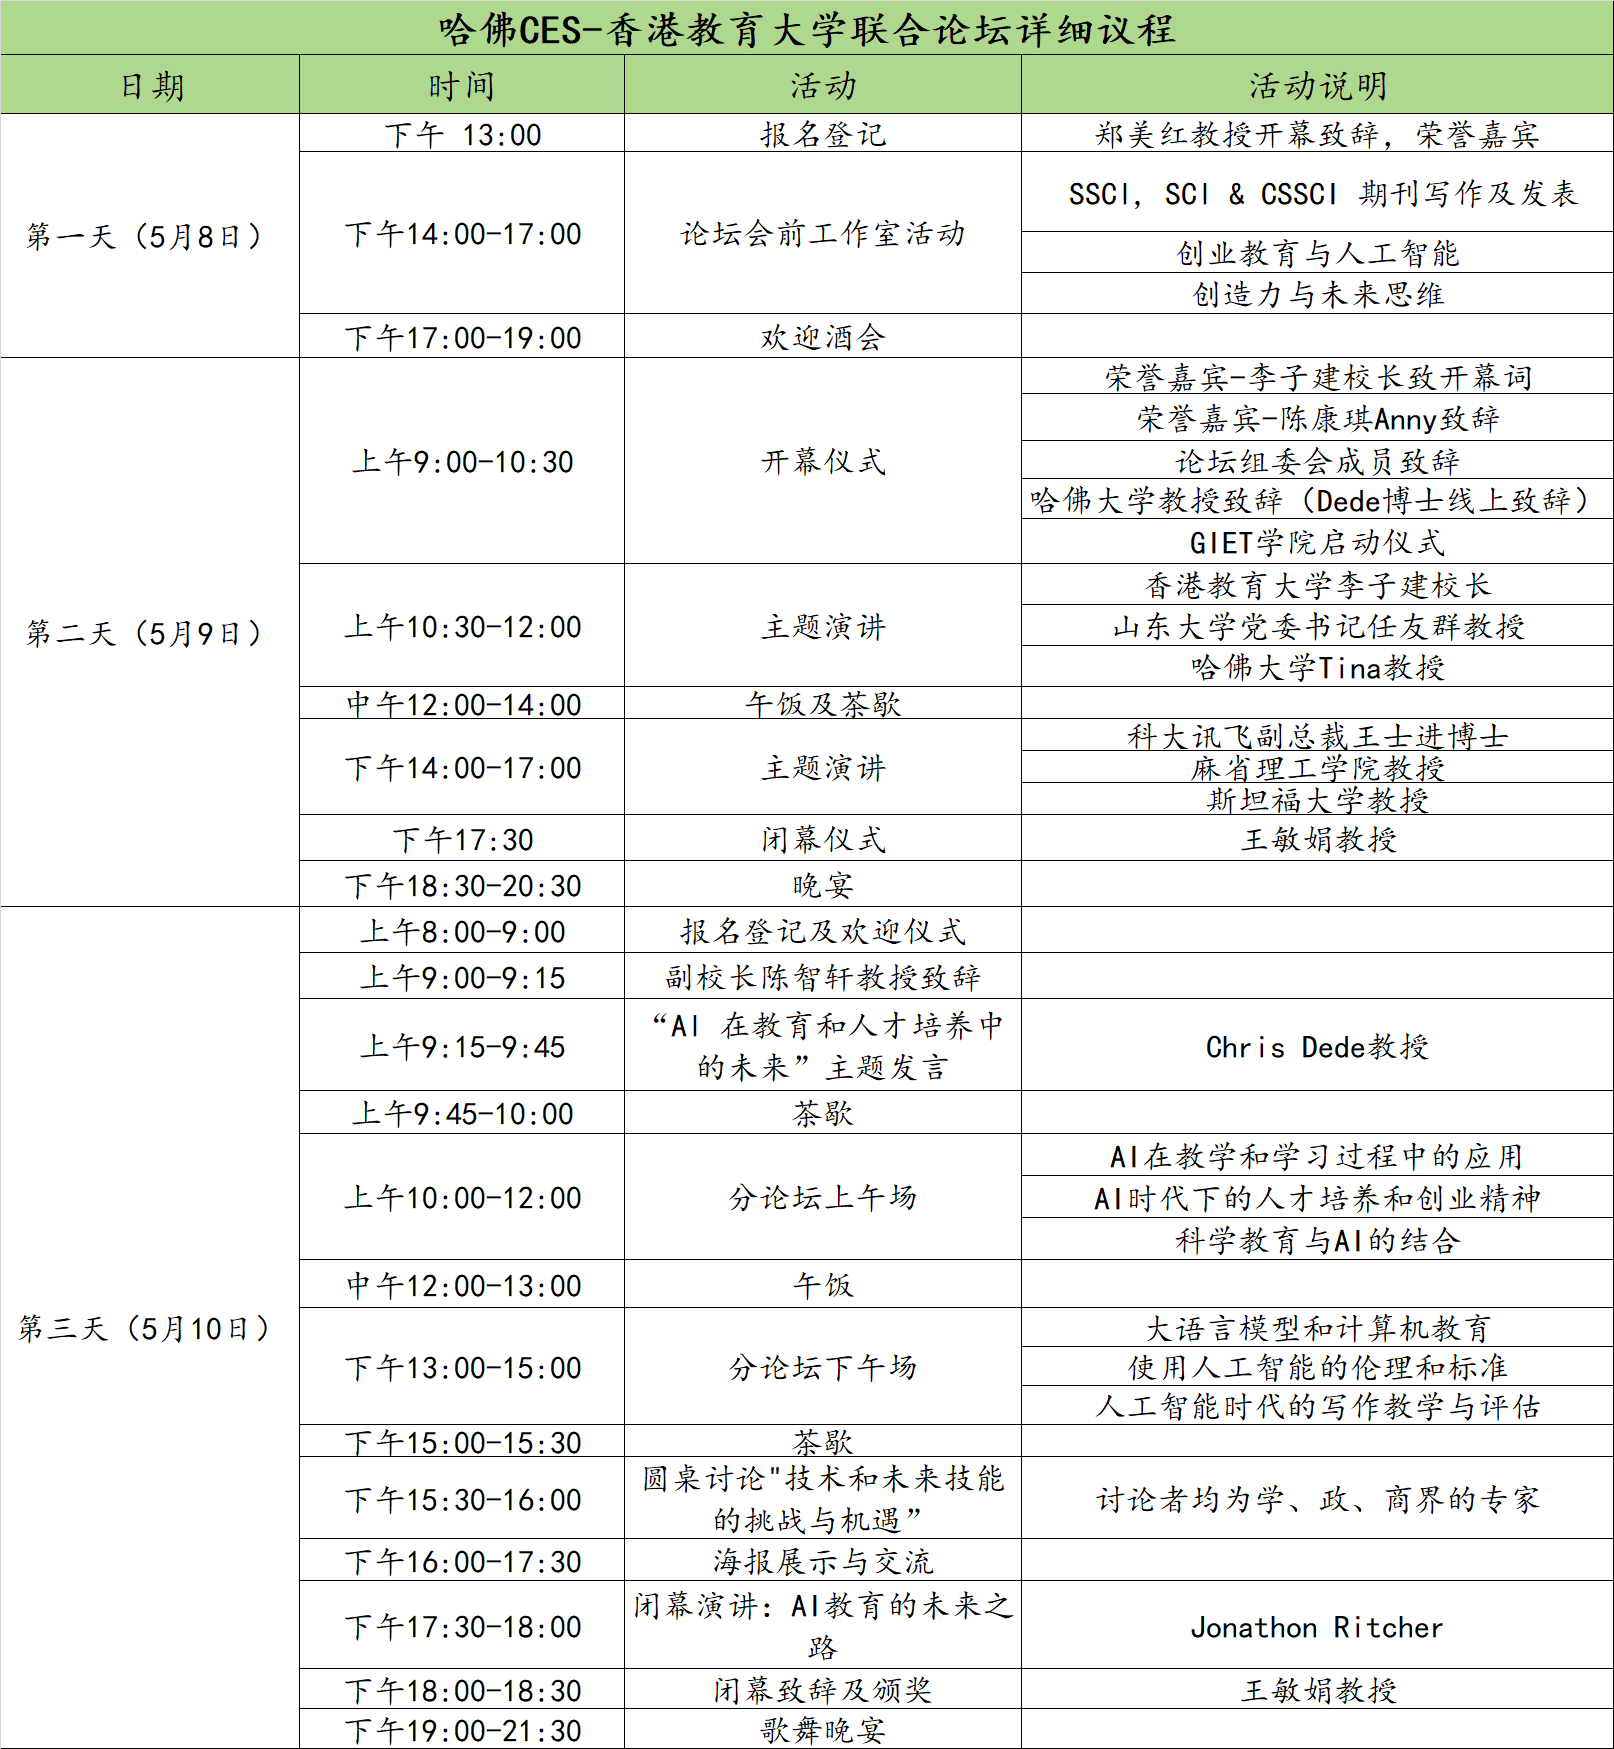 哈佛CES-香港教育大学联合论坛详细议程
日期 时间 活动 活动说明
第一天（5月8日）
下午 13:00 报名登记 郑美红教授开幕致辞，荣誉嘉宾
下午14:00-17:00 论坛会前工作室活动
SSCI, SCI & CSSCI 期刊写作及发表
创业教育与人工智能
创造力与未来思维
下午17:00-19:00 欢迎酒会
第二天（5月9日）
上午9:00-10:30 开幕仪式
荣誉嘉宾-李子建校长致开幕词
荣誉嘉宾-陈康琪Anny致辞
论坛组委会成员致辞
哈佛大学教授致辞（Dede博士线上致辞）
GIET学院启动仪式
上午10:30-12:00 主题演讲
香港教育大学李子建校长
山东大学党委书记任友群教授
哈佛大学Tina教授
中午12:00-14:00 午饭及茶歇
下午14:00-17:00 主题演讲
科大讯飞副总裁王士进博士
麻省理工学院教授
斯坦福大学教授
下午17:30 闭幕仪式 王敏娟教授
下午18:30-20:30 晚宴
第三天（5月10日）
上午8:00-9:00 报名登记及欢迎仪式
上午9:00-9:15 副校长陈智轩教授致辞
上午9:15-9:45
“AI 在教育和人才培养中
的未来”主题发言
Chris Dede教授
上午9:45-10:00 茶歇
上午10:00-12:00 分论坛上午场
AI在教学和学习过程中的应用
AI时代下的人才培养和创业精神
科学教育与AI的结合
中午12:00-13:00 午饭
下午13:00-15:00 分论坛下午场
大语言模型和计算机教育
使用人工智能的伦理和标准
人工智能时代的写作教学与评估
下午15:00-15:30 茶歇
下午15:30-16:00
圆桌讨论"技术和未来技能
的挑战与机遇”
讨论者均为学、政、商界的专家
下午16:00-17:30 海报展示与交流
下午17:30-18:00
闭幕演讲：AI教育的未来之
路
Jonathon Ritcher
下午18:00-18:30 闭幕致辞及颁奖 王敏娟教授
下午19:00-21:30 歌舞晚宴